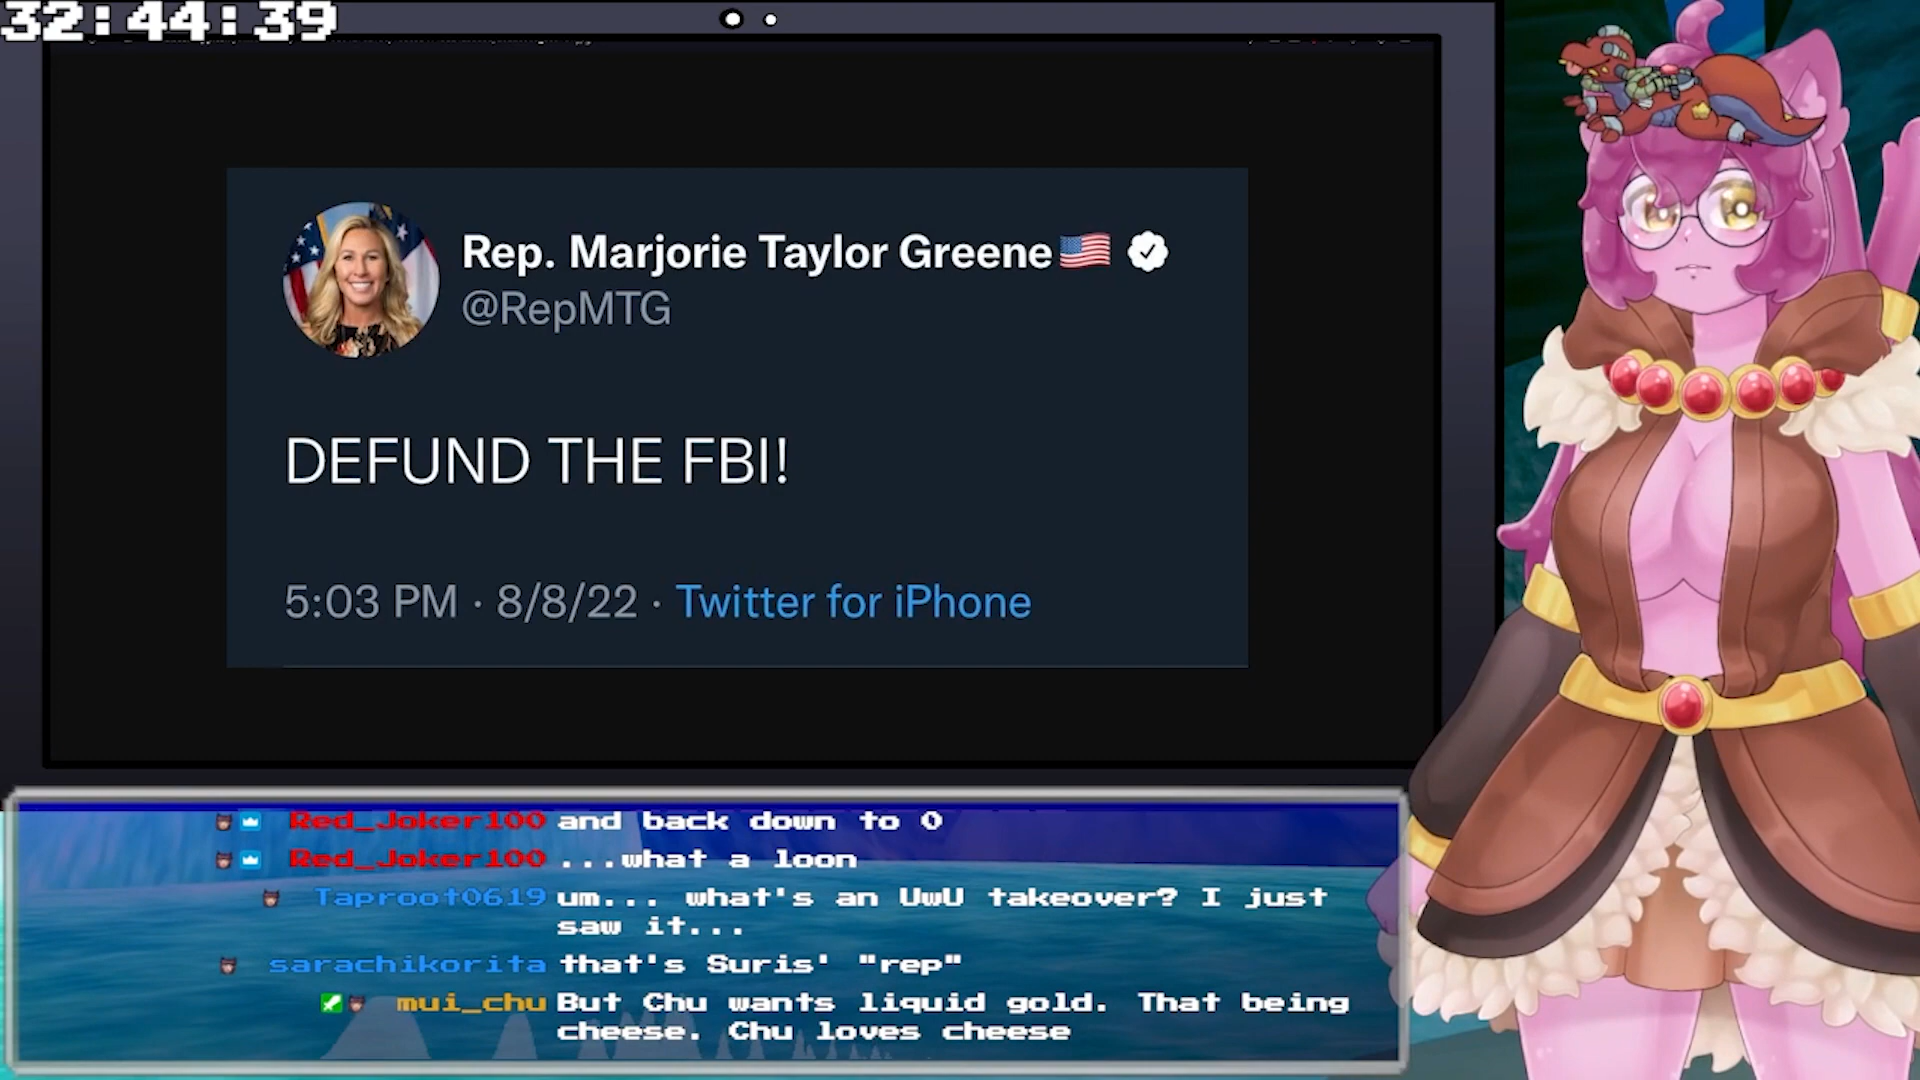 32:44:39
Rep. Marjorie Taylor Greene
@RepMTG
DEFUND THE FBI!
5:03 PM · 8/8/22 · Twitter for iPhone
Red_Joker100 and back down to 0
Red_Joker100 ...what a loon
Taproot0619 um... what's an UwU takeover? I just
saw it...
sarachikorita that's Suris' "rep"
mui_chu But Chu wants liquid gold. That being
cheese. Chu loves cheese